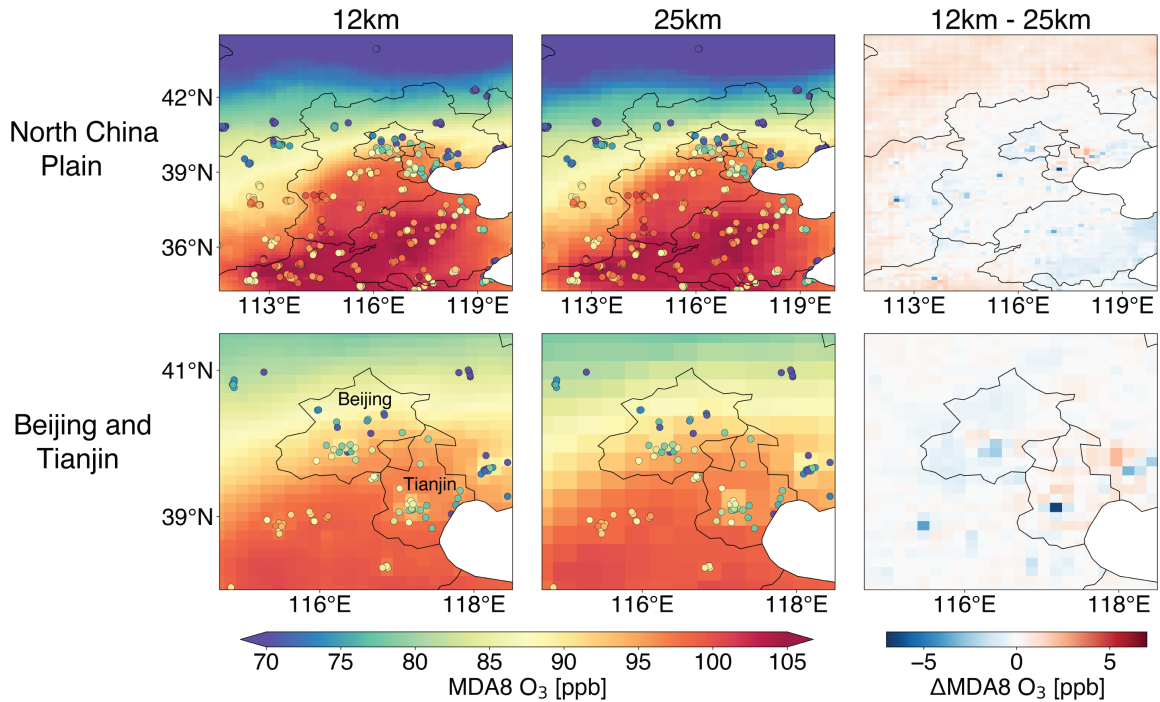 12km
25km
12km - 25km
North China
Plain
42°N
39°N
36°N
113°E
116°E
119°E
113°E
116°E
119°E
113°E
116°E
119°E
Beijing and
Tianjin
41°N
39°N
Beijing
Tianjin
116°E
118°E
116°E
118°E
116°E
118°E
70
75
80
85
90
95
100
105
MDA8 O₃ [ppb]
−5
0
5
ΔMDA8 O₃ [ppb]